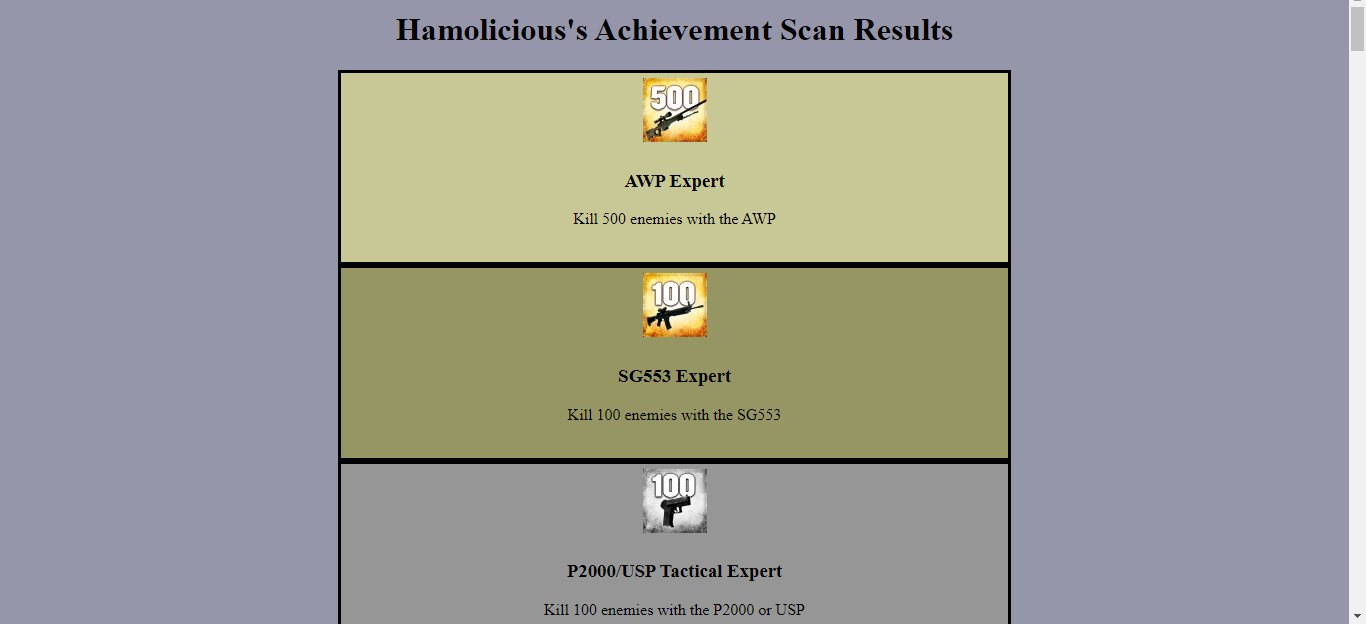 Hamolicious's Achievement Scan Results
500
AWP Expert
Kill 500 enemies with the AWP
100
SG553 Expert
Kill 100 enemies with the SG553
100
P2000/USP Tactical Expert
Kill 100 enemies with the P2000 or USP